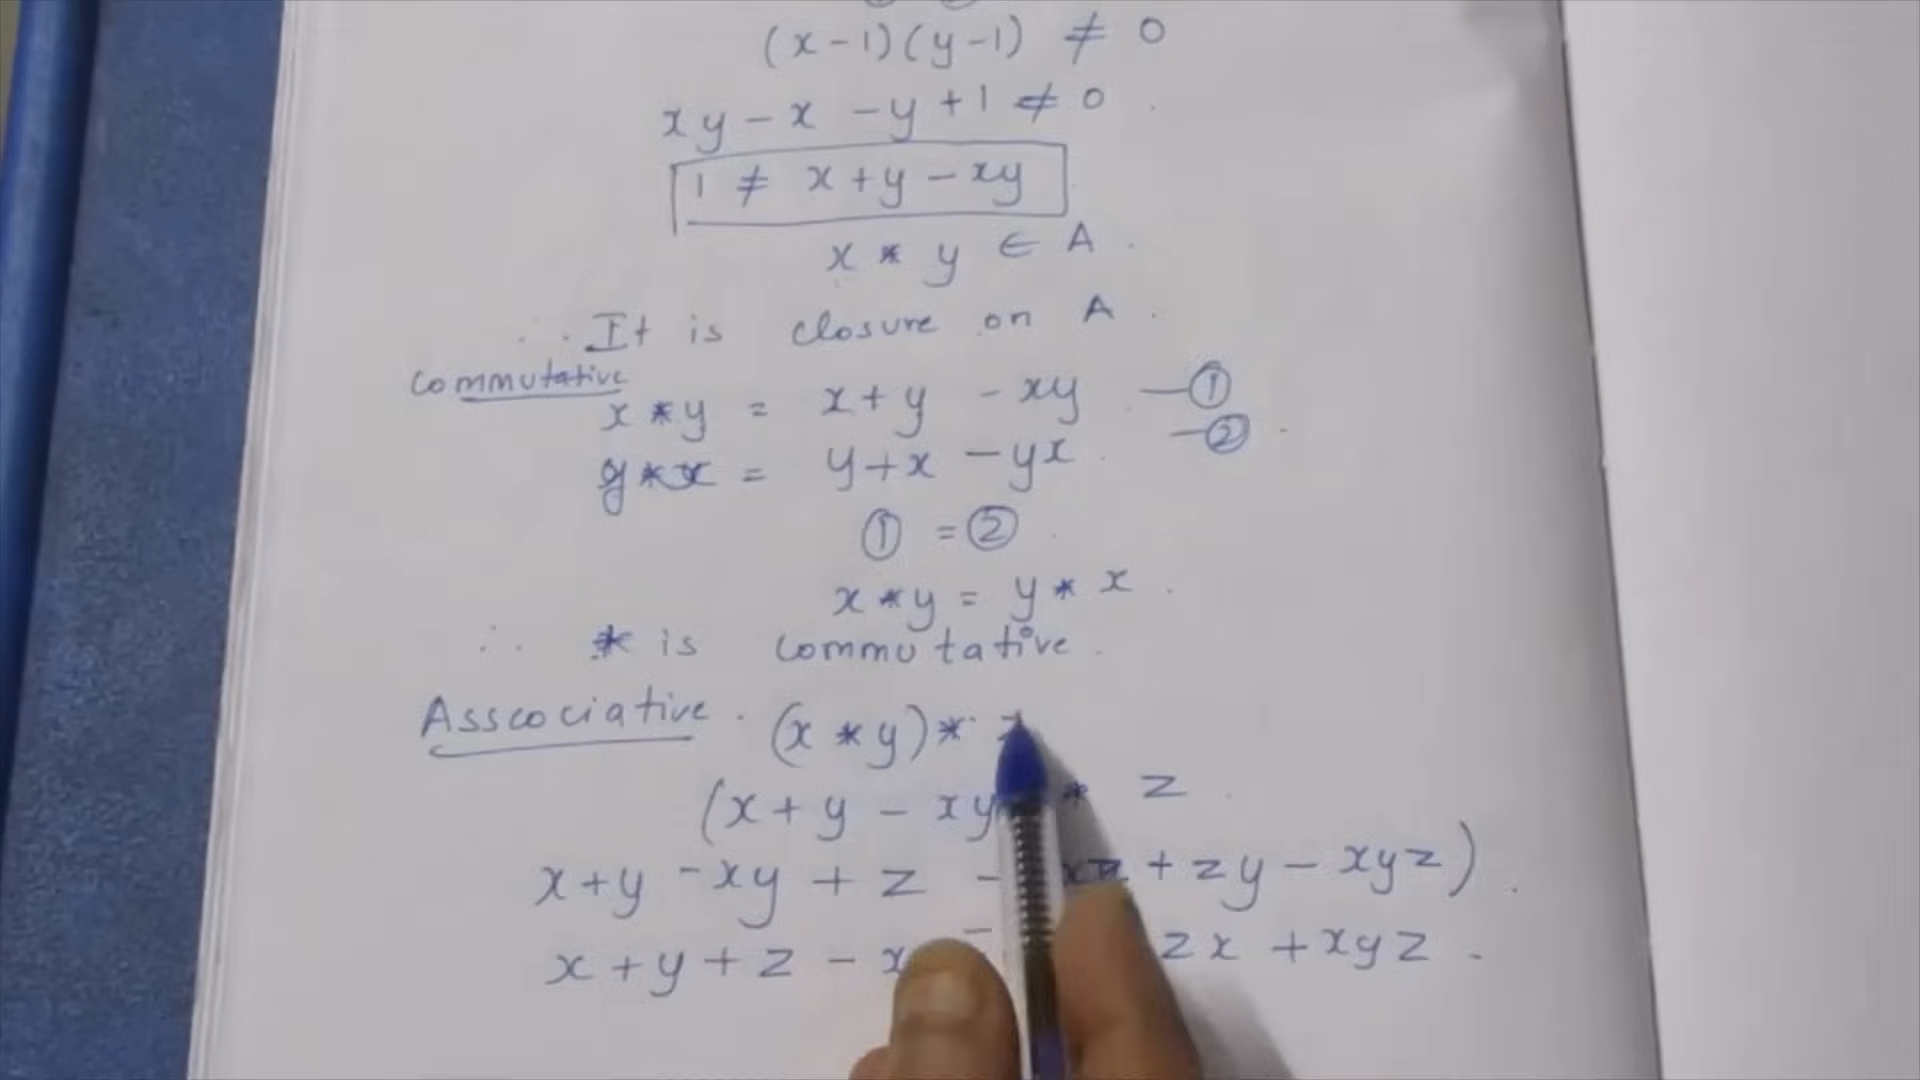 (x-1)(y-1) ≠ 0
xy - x - y + 1 ≠ 0
1 ≠ x+y - xy
x * y ∈ A.
∴ It is closure on A.
Commutative
x * y = x+y - xy —①
y * x = y+x - yx. —②
① = ②
x * y = y * x.
∴ * is commutative.
Asscociative. (x * y) * z
(x+y - xy * z
x+y - xy + z - xz + zy - xyz).
x+y+z - x - zx + xyz.